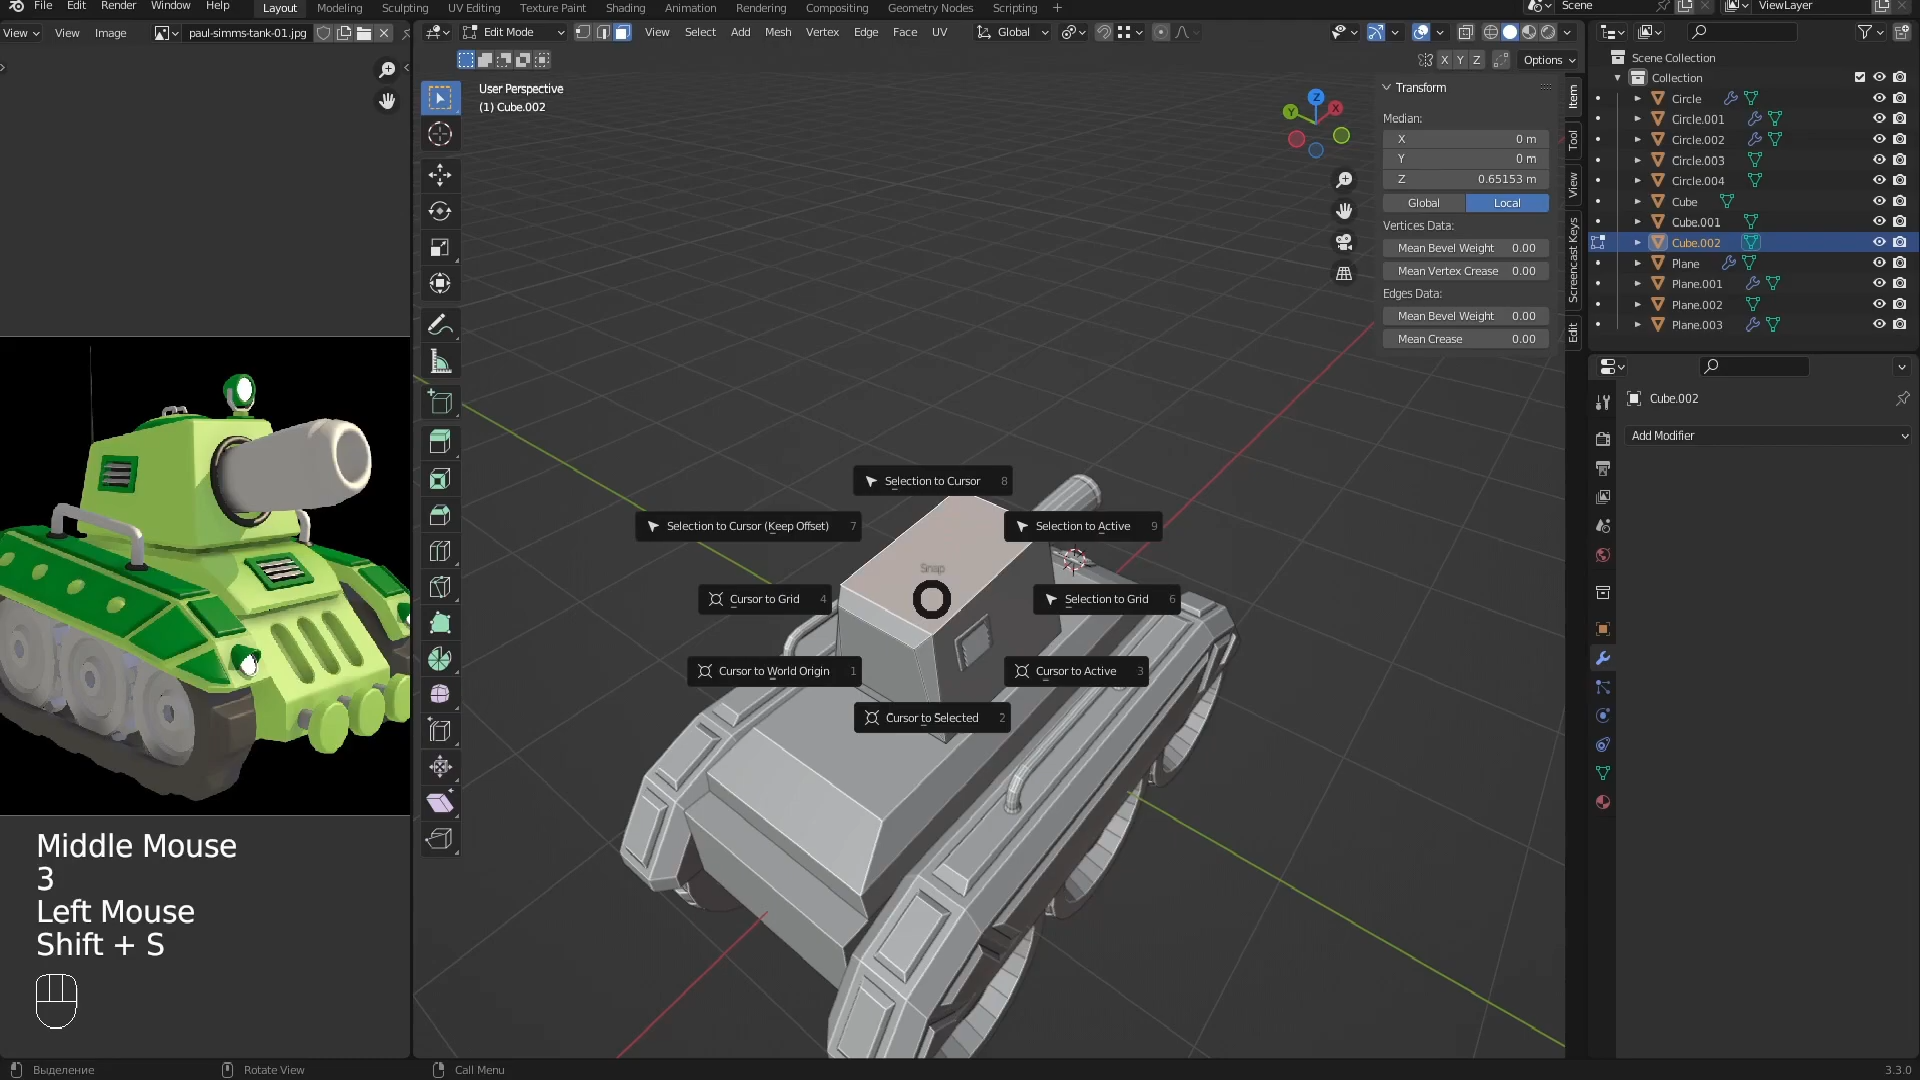 File Edit Render Window Help
Layout Modeling Sculpting UV Editing Texture Paint Shading Animation Rendering Compositing Geometry Nodes Scripting +
Scene
ViewLayer
View View Image paul-simms-tank-01.jpg
Edit Mode View Select Add Mesh Vertex Edge Face UV Global
X Y Z Options
User Perspective
(1) Cube.002
Z
Y
X
Transform
Median:
X 0 m
Y 0 m
Z 0.65153 m
Global Local
Vertices Data:
Mean Bevel Weight 0.00
Mean Vertex Crease 0.00
Edges Data:
Mean Bevel Weight 0.00
Mean Crease 0.00
Item
Tool
View
Screencast Keys
Edit
Scene Collection
Collection
Circle
Circle.001
Circle.002
Circle.003
Circle.004
Cube
Cube.001
Cube.002
Plane
Plane.001
Plane.002
Plane.003
Cube.002
Add Modifier
Selection to Cursor 8
Selection to Cursor (Keep Offset) 7
Selection to Active 9
Snap
Cursor to Grid 4
Selection to Grid 6
Cursor to World Origin 1
Cursor to Active 3
Cursor to Selected 2
Middle Mouse
3
Left Mouse
Shift + S
Выделение
Rotate View
Call Menu
3.3.0